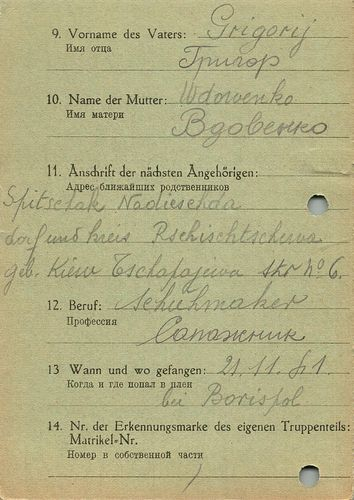 9. Vorname des Vaters: Grigorij
Имя отца
Григор
10. Name der Mutter: Wdowenko
Имя матери
Вдовенко
11. Anschrift der nächsten Angehörigen:
Адрес ближайших родственников
Spitschak Nadieschda
dorf und kreis Rschischtschewa
geb. Kiew Tschapajewa str № 6.
12. Beruf: Schuhmaker
Профессия
Сапажник
13 Wann und wo gefangen: 21. 11. 41.
Когда и где попал в плен
bei Borispol
14. Nr. der Erkennungsmarke des eigenen Truppenteils:
Matrikel-Nr.
Номер в собственной части